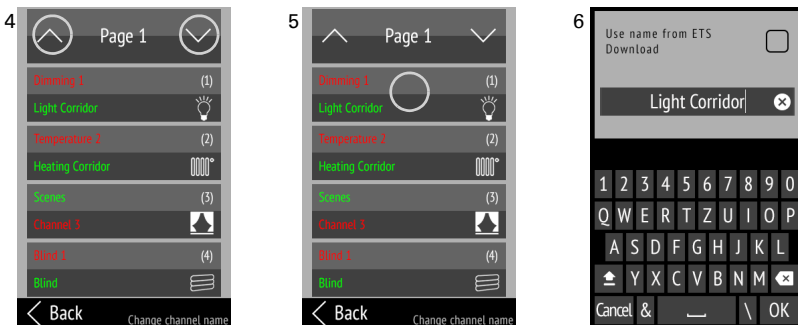 4
Page 1
Dimming 1 (1)
Light Corridor
Temperature 2 (2)
Heating Corridor
Scenes (3)
Channel 3
Blind 1 (4)
Blind
Back
Change channel name
5
Page 1
Dimming 1 (1)
Light Corridor
Temperature 2 (2)
Heating Corridor
Scenes (3)
Channel 3
Blind 1 (4)
Blind
Back
Change channel name
6
Use name from ETS
Download
Light Corridor
1 2 3 4 5 6 7 8 9 0
Q W E R T Z U I O P
A S D F G H J K L
Y X C V B N M
Cancel & \ OK